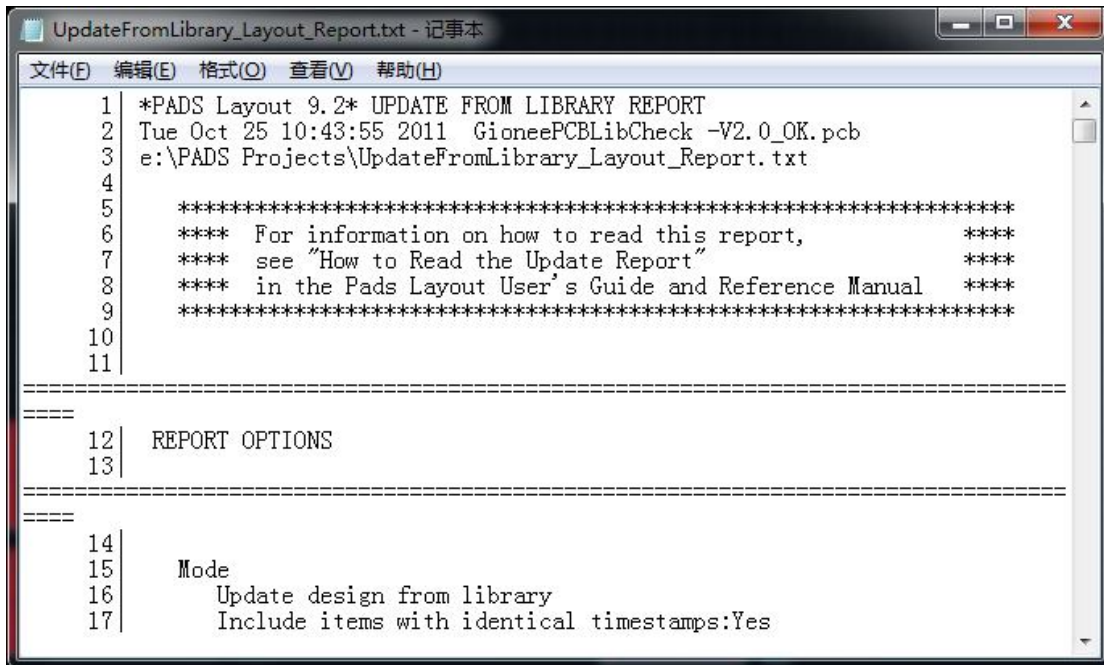 UpdateFromLibrary_Layout_Report.txt - 记事本
文件(F) 编辑(E) 格式(O) 查看(V) 帮助(H)
1| *PADS Layout 9.2* UPDATE FROM LIBRARY REPORT
2| Tue Oct 25 10:43:55 2011  GioneePCBLibCheck -V2.0_OK.pcb
3| e:\PADS Projects\UpdateFromLibrary_Layout_Report.txt
4|
5| ****************************************************************
6| ****  For information on how to read this report,            ****
7| ****  see "How to Read the Update Report"                    ****
8| ****  in the Pads Layout User's Guide and Reference Manual   ****
9| ****************************************************************
10|
11|
================================================================================
====
12|  REPORT OPTIONS
13|
================================================================================
====
14|
15|    Mode
16|       Update design from library
17|       Include items with identical timestamps:Yes